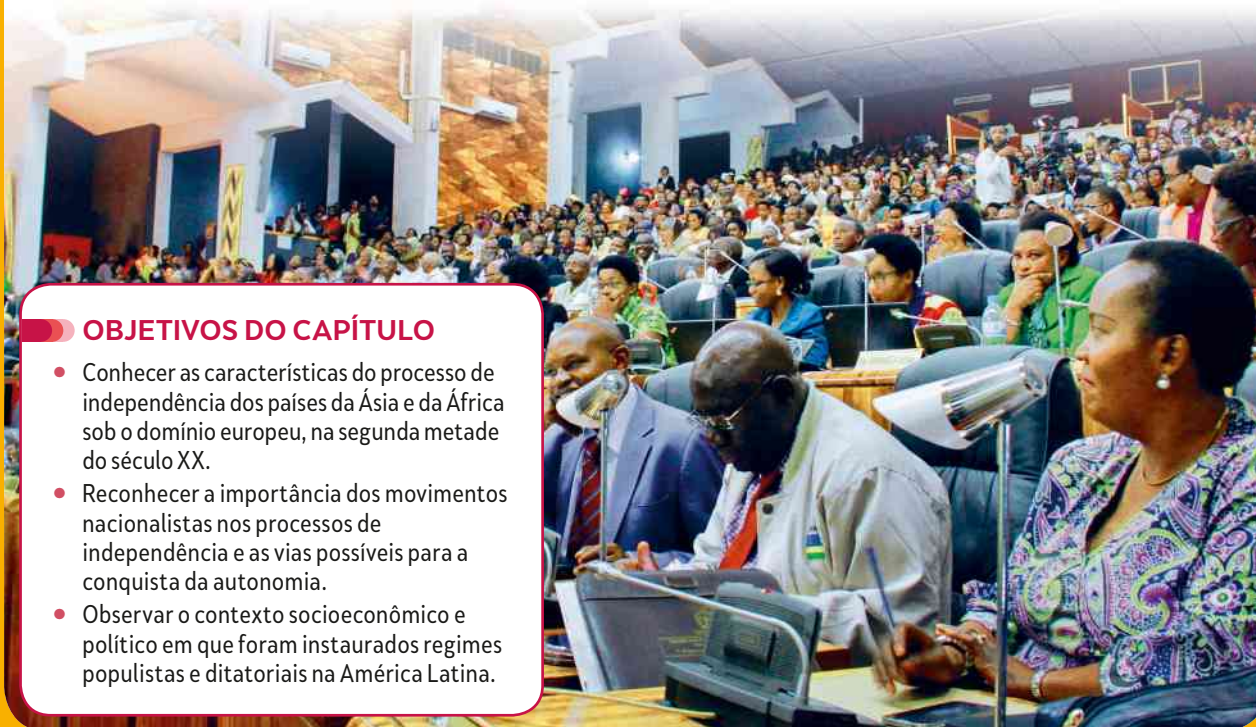 OBJETIVOS DO CAPÍTULO
• Conhecer as características do processo de
independência dos países da Ásia e da África
sob o domínio europeu, na segunda metade
do século XX.
• Reconhecer a importância dos movimentos
nacionalistas nos processos de
independência e as vias possíveis para a
conquista da autonomia.
• Observar o contexto socioeconômico e
político em que foram instaurados regimes
populistas e ditatoriais na América Latina.